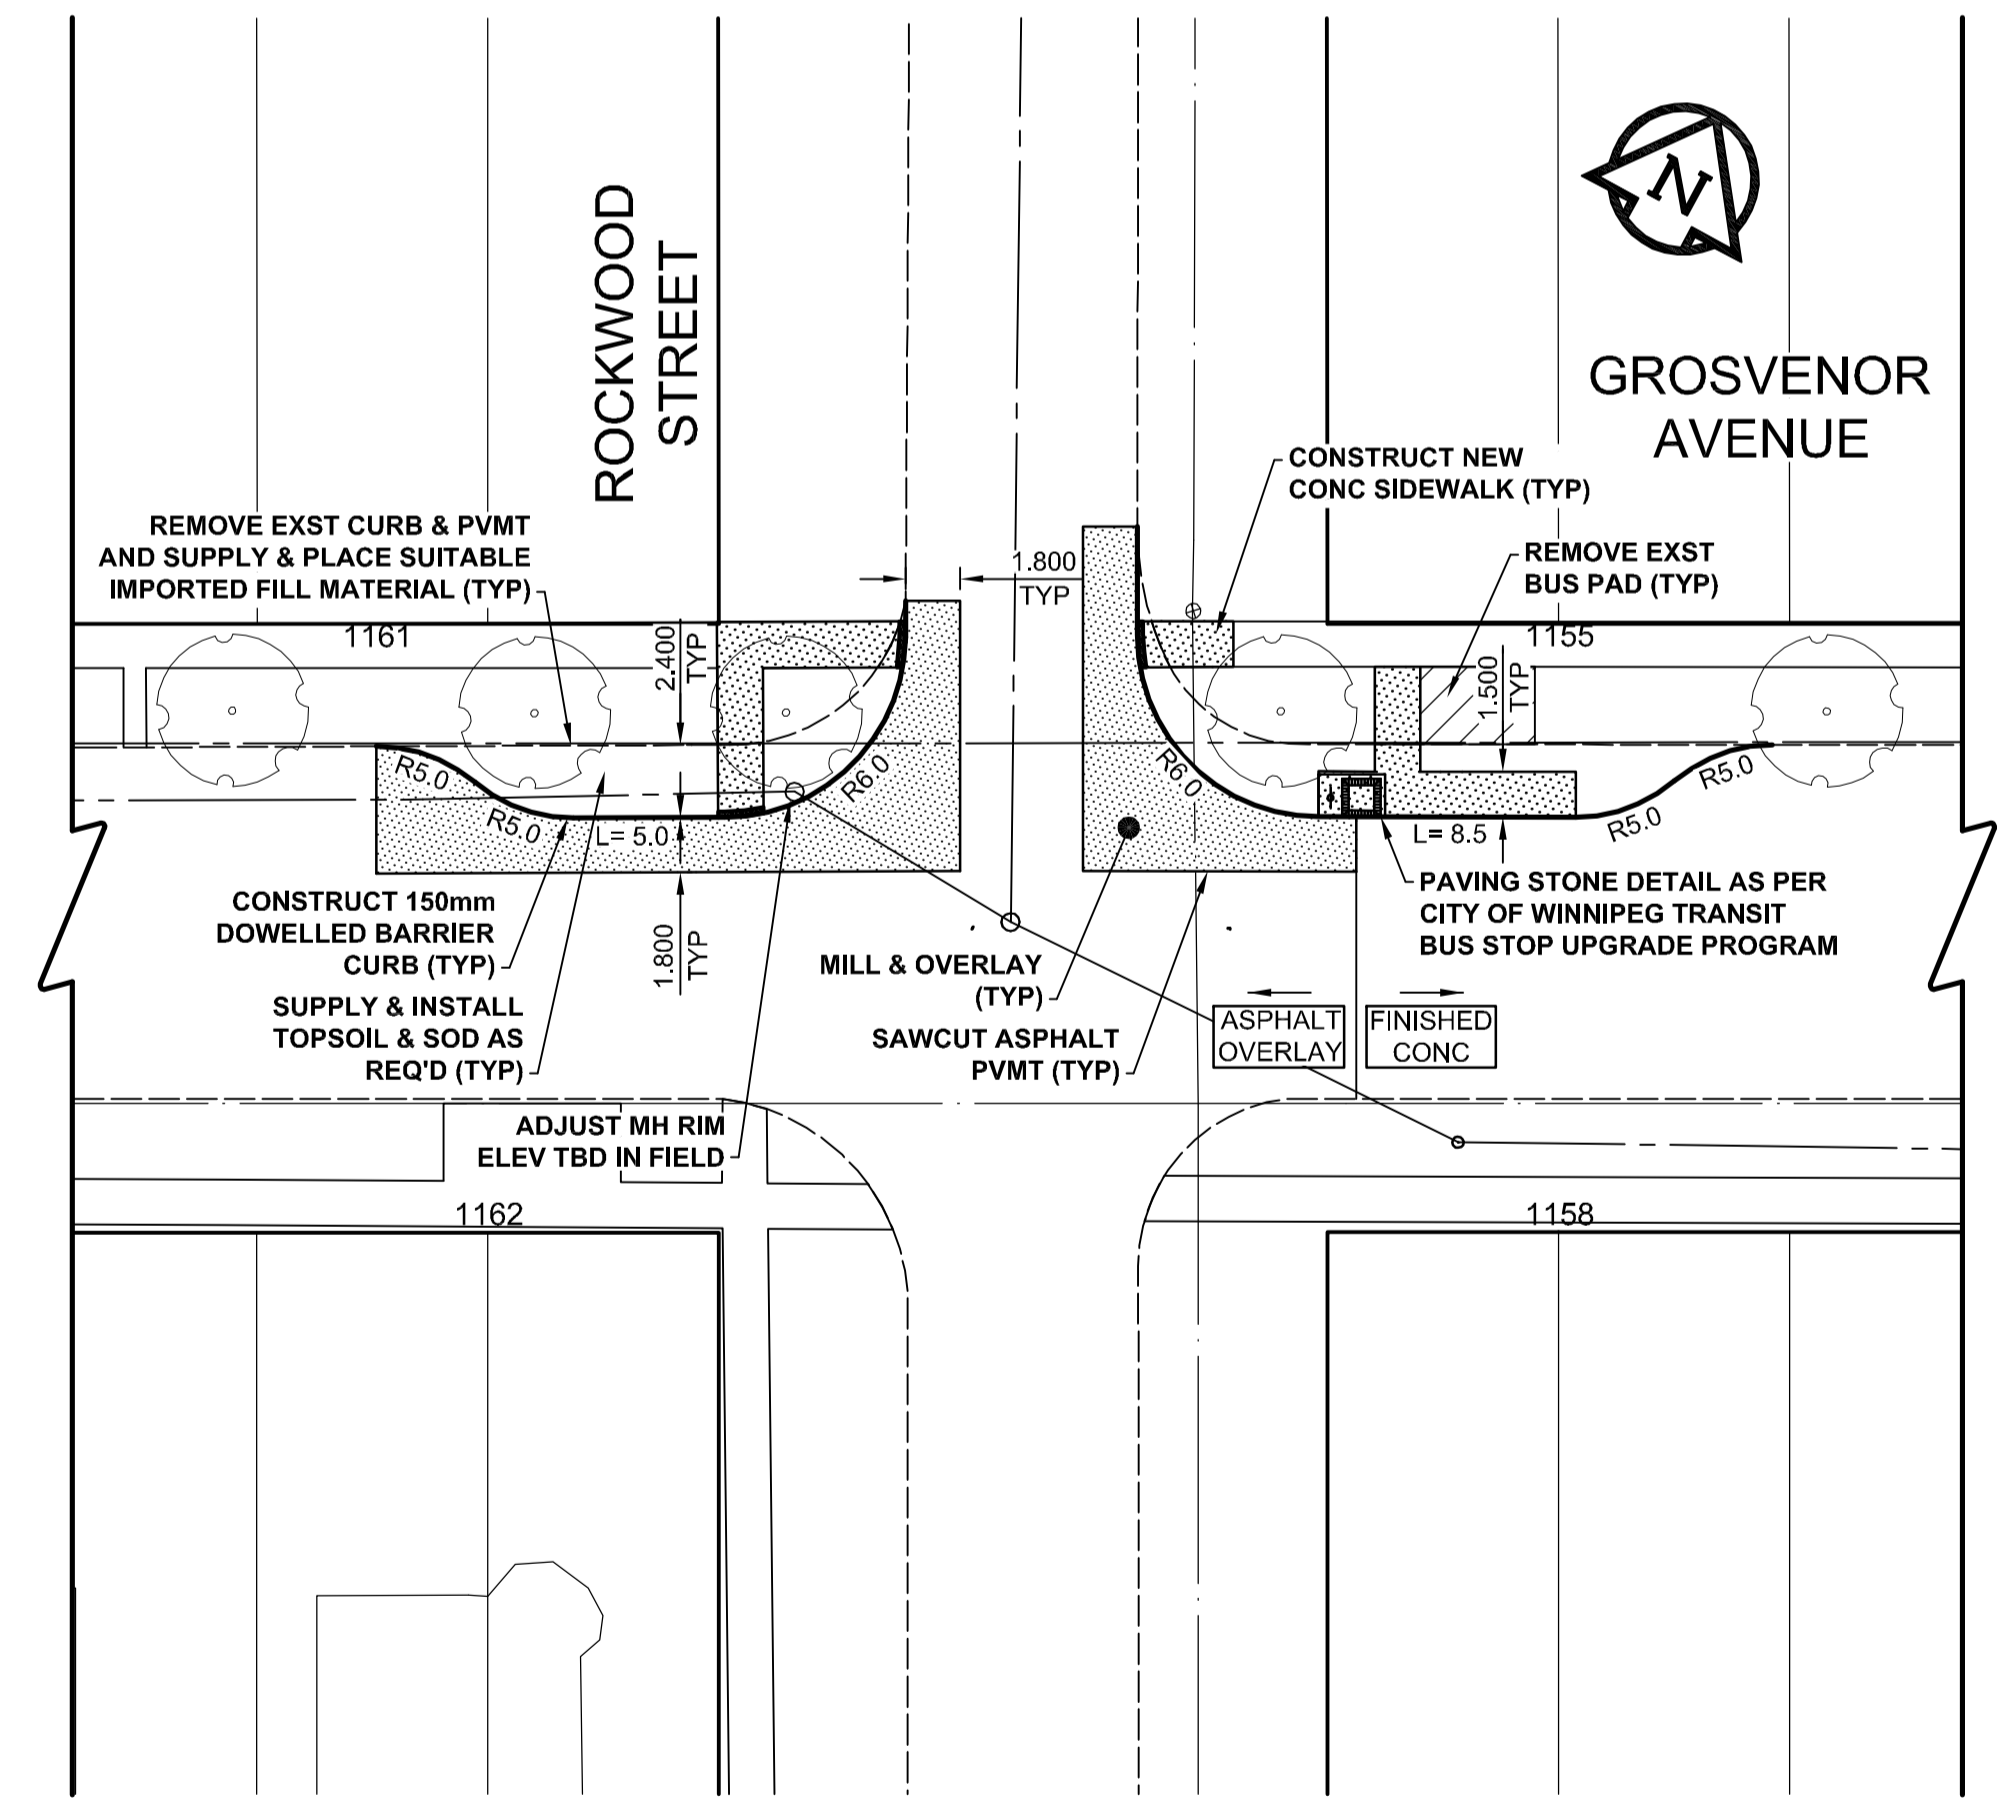 ROCKWOOD
STREET
N
GROSVENOR
AVENUE
CONSTRUCT NEW
CONC SIDEWALK (TYP)
REMOVE EXST CURB & PVMT
AND SUPPLY & PLACE SUITABLE
IMPORTED FILL MATERIAL (TYP)
REMOVE EXST
BUS PAD (TYP)
1.800
TYP
1161
2.400
TYP
1155
1.500
TYP
R5.0
R5.0
L= 5.0
R6.0
R6.0
L= 8.5
R5.0
R5.0
CONSTRUCT 150mm
DOWELLED BARRIER
CURB (TYP)
1.800
TYP
PAVING STONE DETAIL AS PER
CITY OF WINNIPEG TRANSIT
BUS STOP UPGRADE PROGRAM
MILL & OVERLAY
(TYP)
SUPPLY & INSTALL
TOPSOIL & SOD AS
REQ'D (TYP)
SAWCUT ASPHALT
PVMT (TYP)
ASPHALT
OVERLAY
FINISHED
CONC
ADJUST MH RIM
ELEV TBD IN FIELD
1162
1158